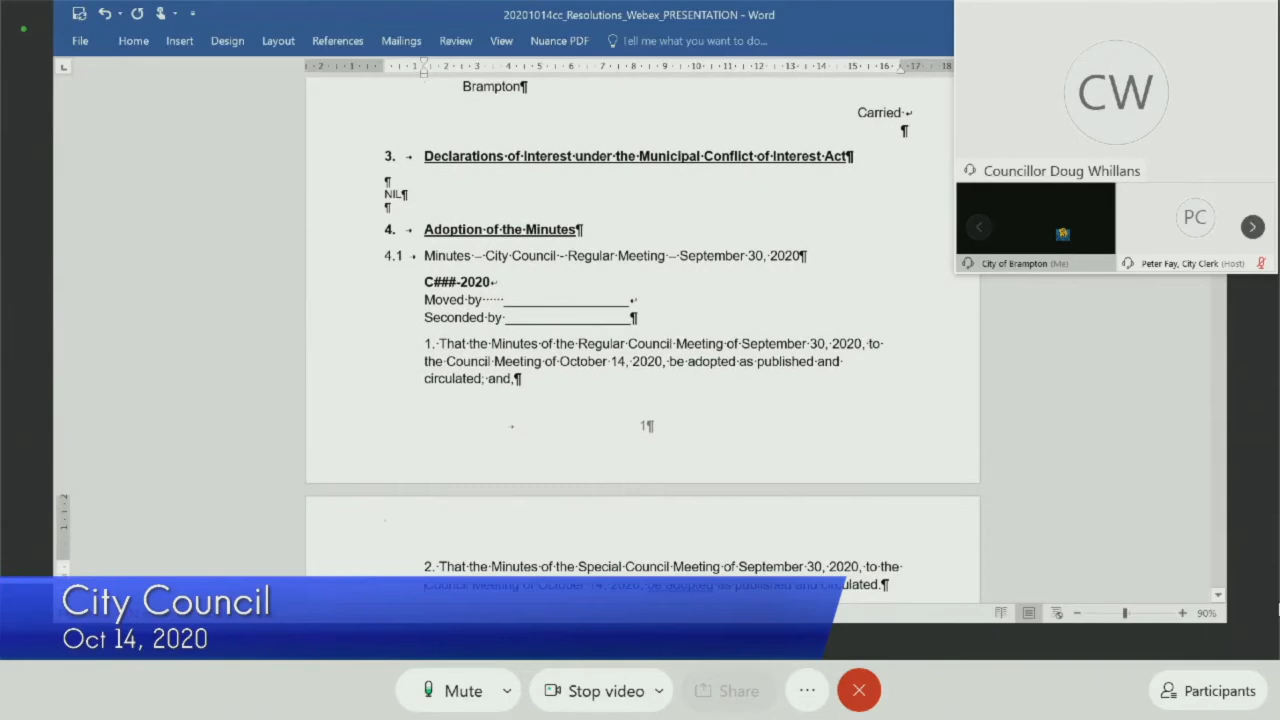 20201014cc_Resolutions_Webex_PRESENTATION - Word
File Home Insert Design Layout References Mailings Review View Nuance PDF Tell me what you want to do...
Brampton¶
Carried
¶
3. Declarations of Interest under the Municipal Conflict of Interest Act¶
¶
NIL¶
¶
4. Adoption of the Minutes¶
4.1 Minutes – City Council – Regular Meeting – September 30, 2020¶
C###-2020
Moved by ____________________
Seconded by ____________________¶
1. That the Minutes of the Regular Council Meeting of September 30, 2020, to
the Council Meeting of October 14, 2020, be adopted as published and
circulated; and,¶
1¶
2. That the Minutes of the Special Council Meeting of September 30, 2020, to the
Council Meeting of October 14, 2020, be adopted as published and circulated.¶
90%
CW
Councillor Doug Whillans
PC
City of Brampton (Me)
Peter Fay, City Clerk (Host)
City Council
Oct 14, 2020
Mute
Stop video
Share
Participants